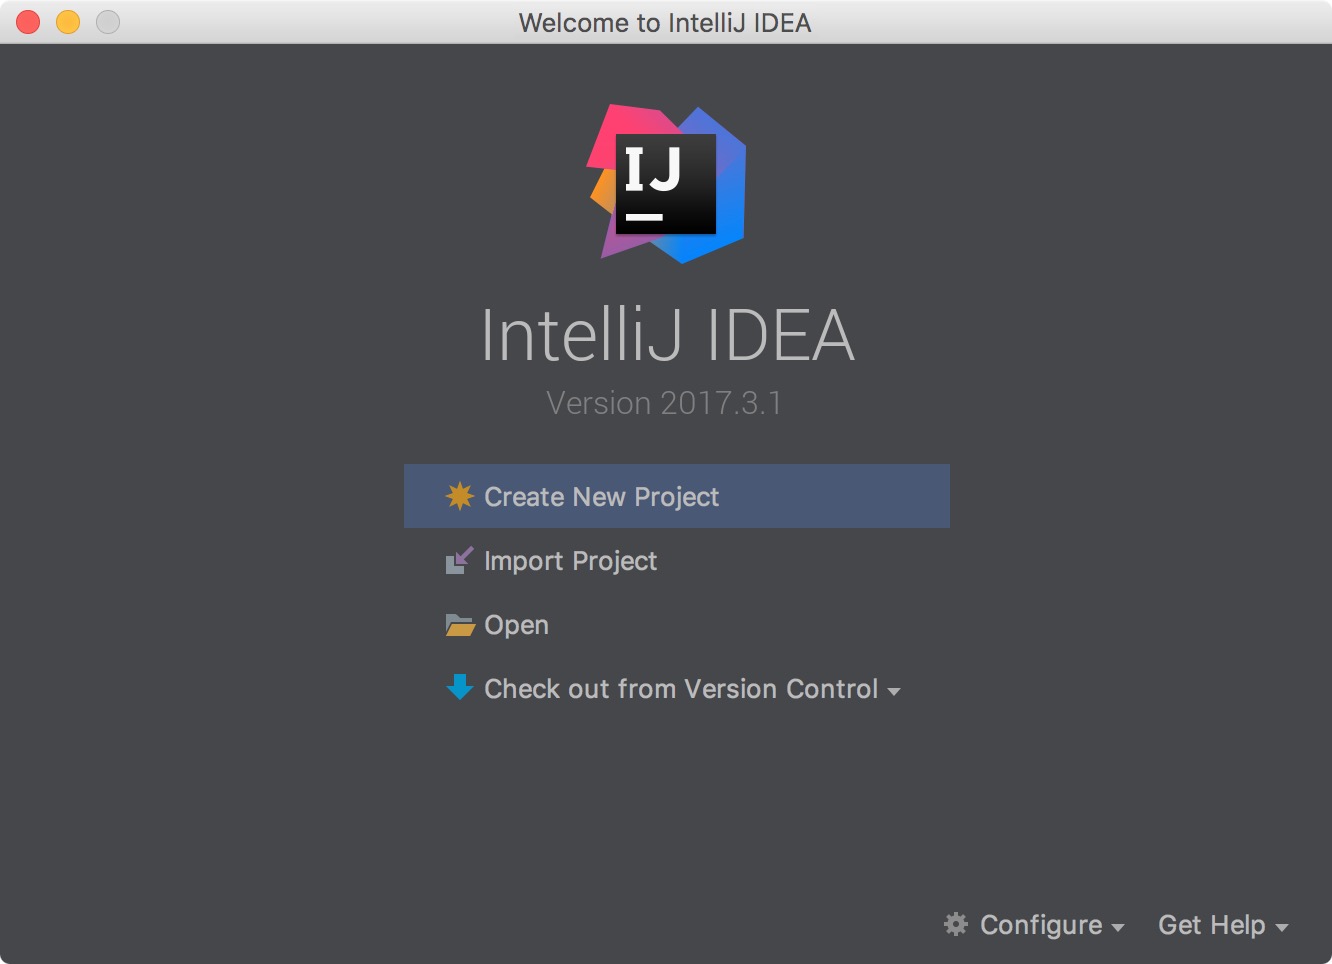 Welcome to IntelliJ IDEA
IJ
IntelliJ IDEA
Version 2017.3.1
Create New Project
Import Project
Open
Check out from Version Control
Configure
Get Help